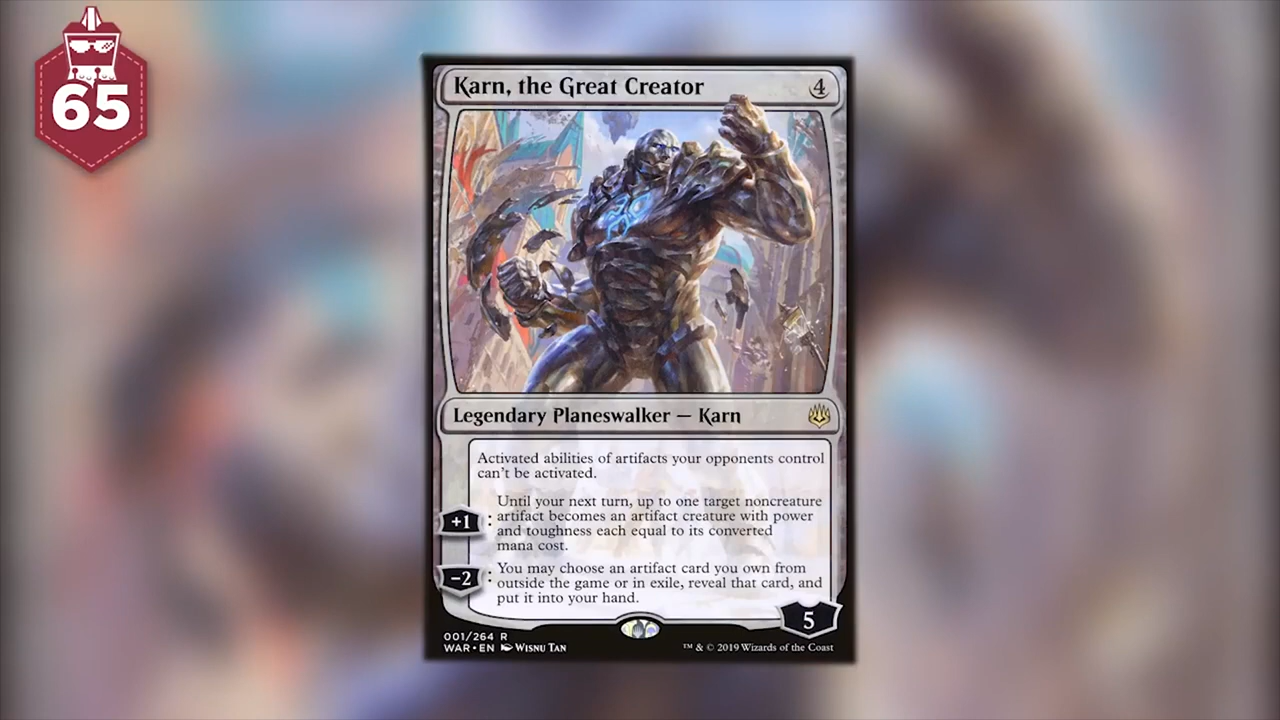 65
Karn, the Great Creator 4
Legendary Planeswalker — Karn
Activated abilities of artifacts your opponents control
can't be activated.
Until your next turn, up to one target noncreature
+1 : artifact becomes an artifact creature with power
and toughness each equal to its converted
mana cost.
You may choose an artifact card you own from
-2 : outside the game or in exile, reveal that card, and
put it into your hand.
5
001/264 R
WAR • EN Wisnu Tan
™ & © 2019 Wizards of the Coast